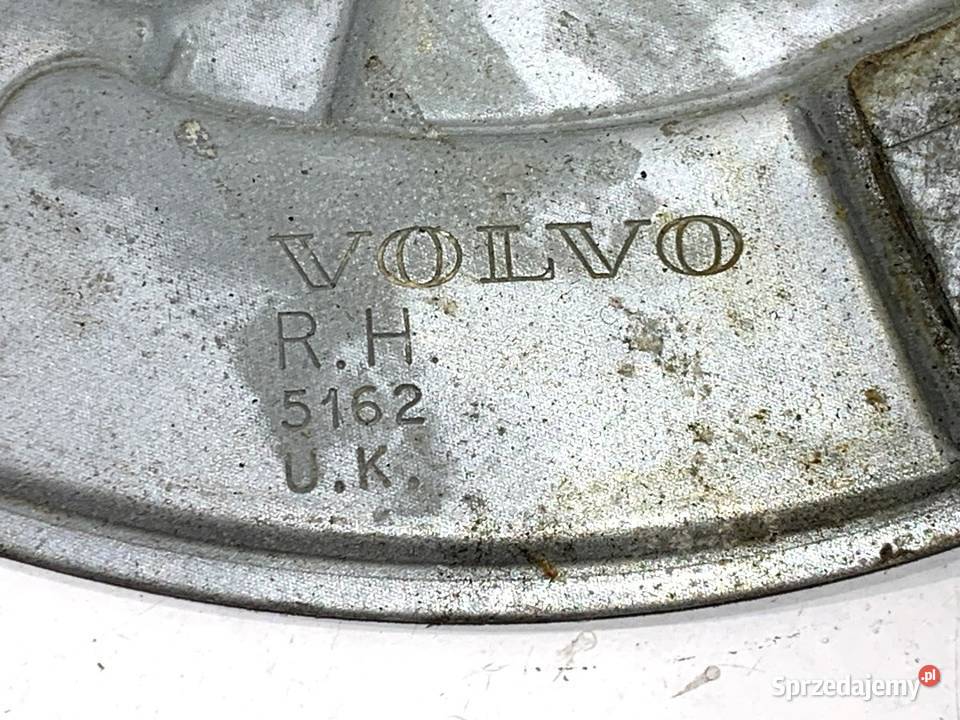 VOLVO
R.H.
5162
U.K.
Sprzedajemy.pl